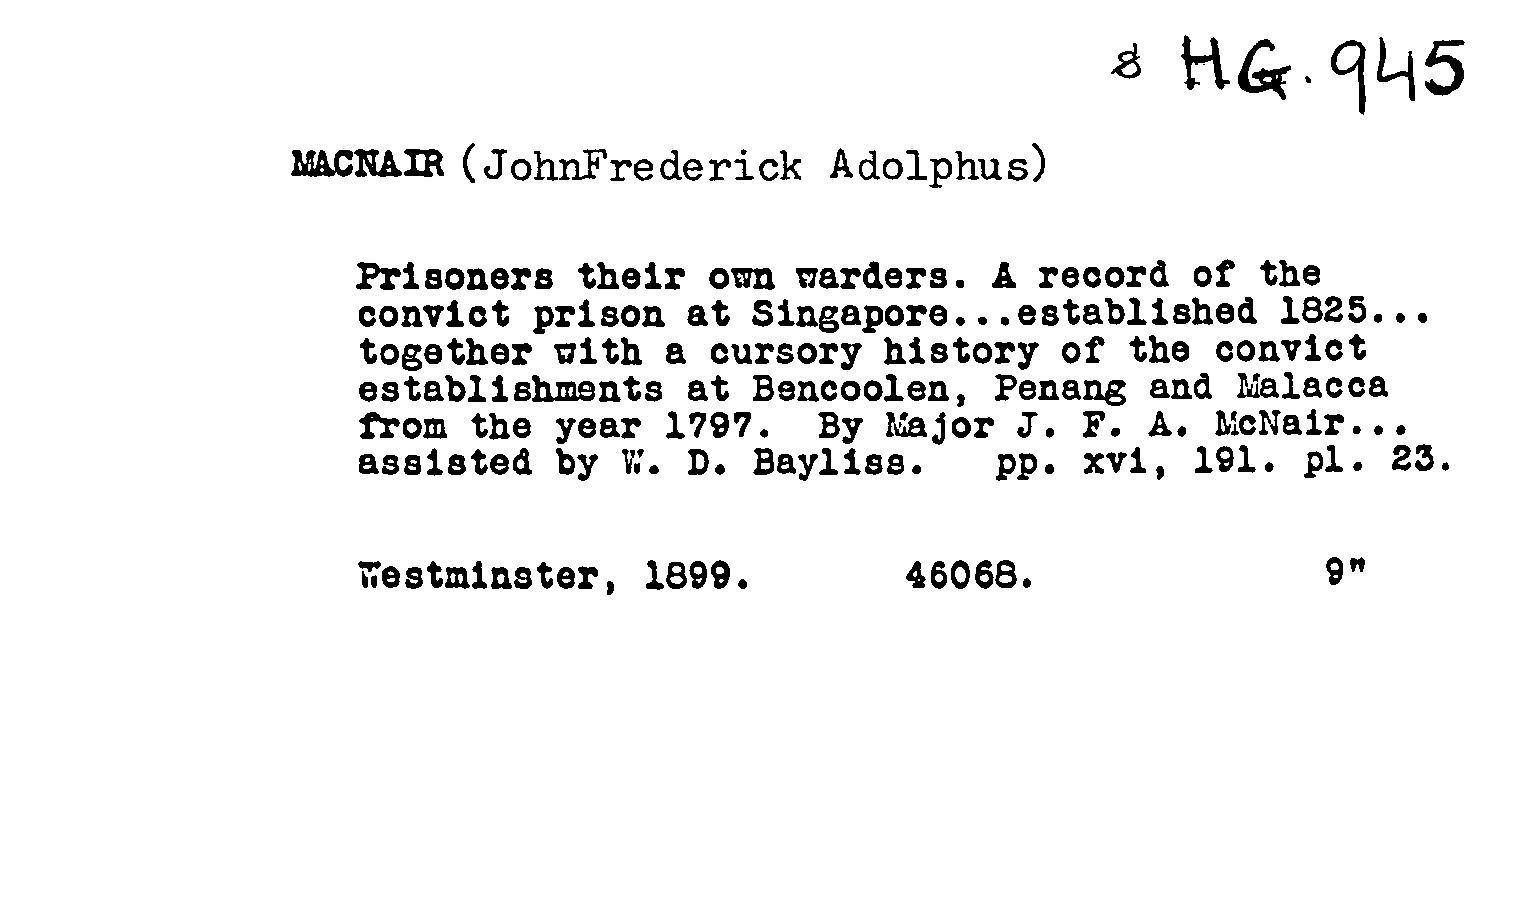 8 HG. 945
MACNAIR (JohnFrederick Adolphus)
Prisoners their own warders. A record of the
convict prison at Singapore...established 1825...
together with a cursory history of the convict
establishments at Bencoolen, Penang and Malacca
from the year 1797. By Major J. F. A. McNair...
assisted by W. D. Bayliss. pp. xvi, 191. pl. 23.
Westminster, 1899. 46068. 9"